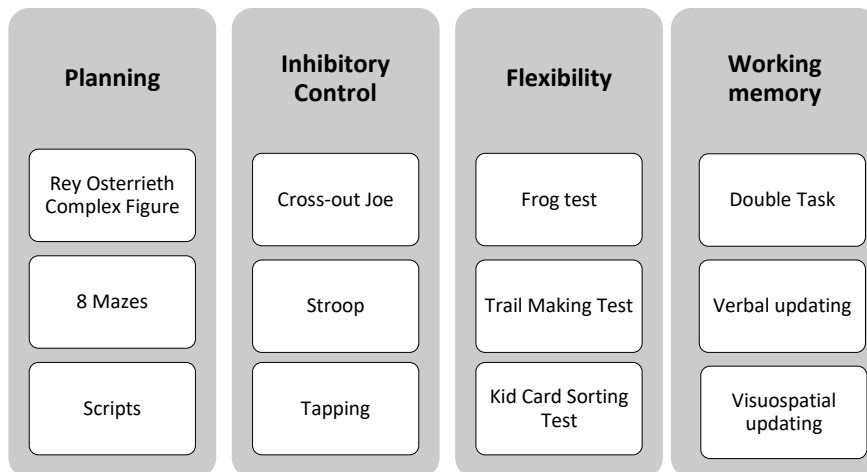 Planning
Rey Osterrieth
Complex Figure
8 Mazes
Scripts
Inhibitory
Control
Cross-out Joe
Stroop
Tapping
Flexibility
Frog test
Trail Making Test
Kid Card Sorting
Test
Working
memory
Double Task
Verbal updating
Visuospatial
updating